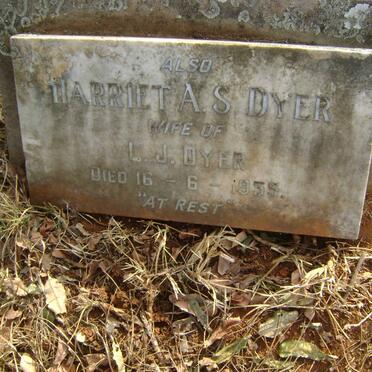 ALSO
HARRIET A.S. DYER
WIFE OF
L.J. DYER
DIED 16 - 6 - 1955.
"AT REST"